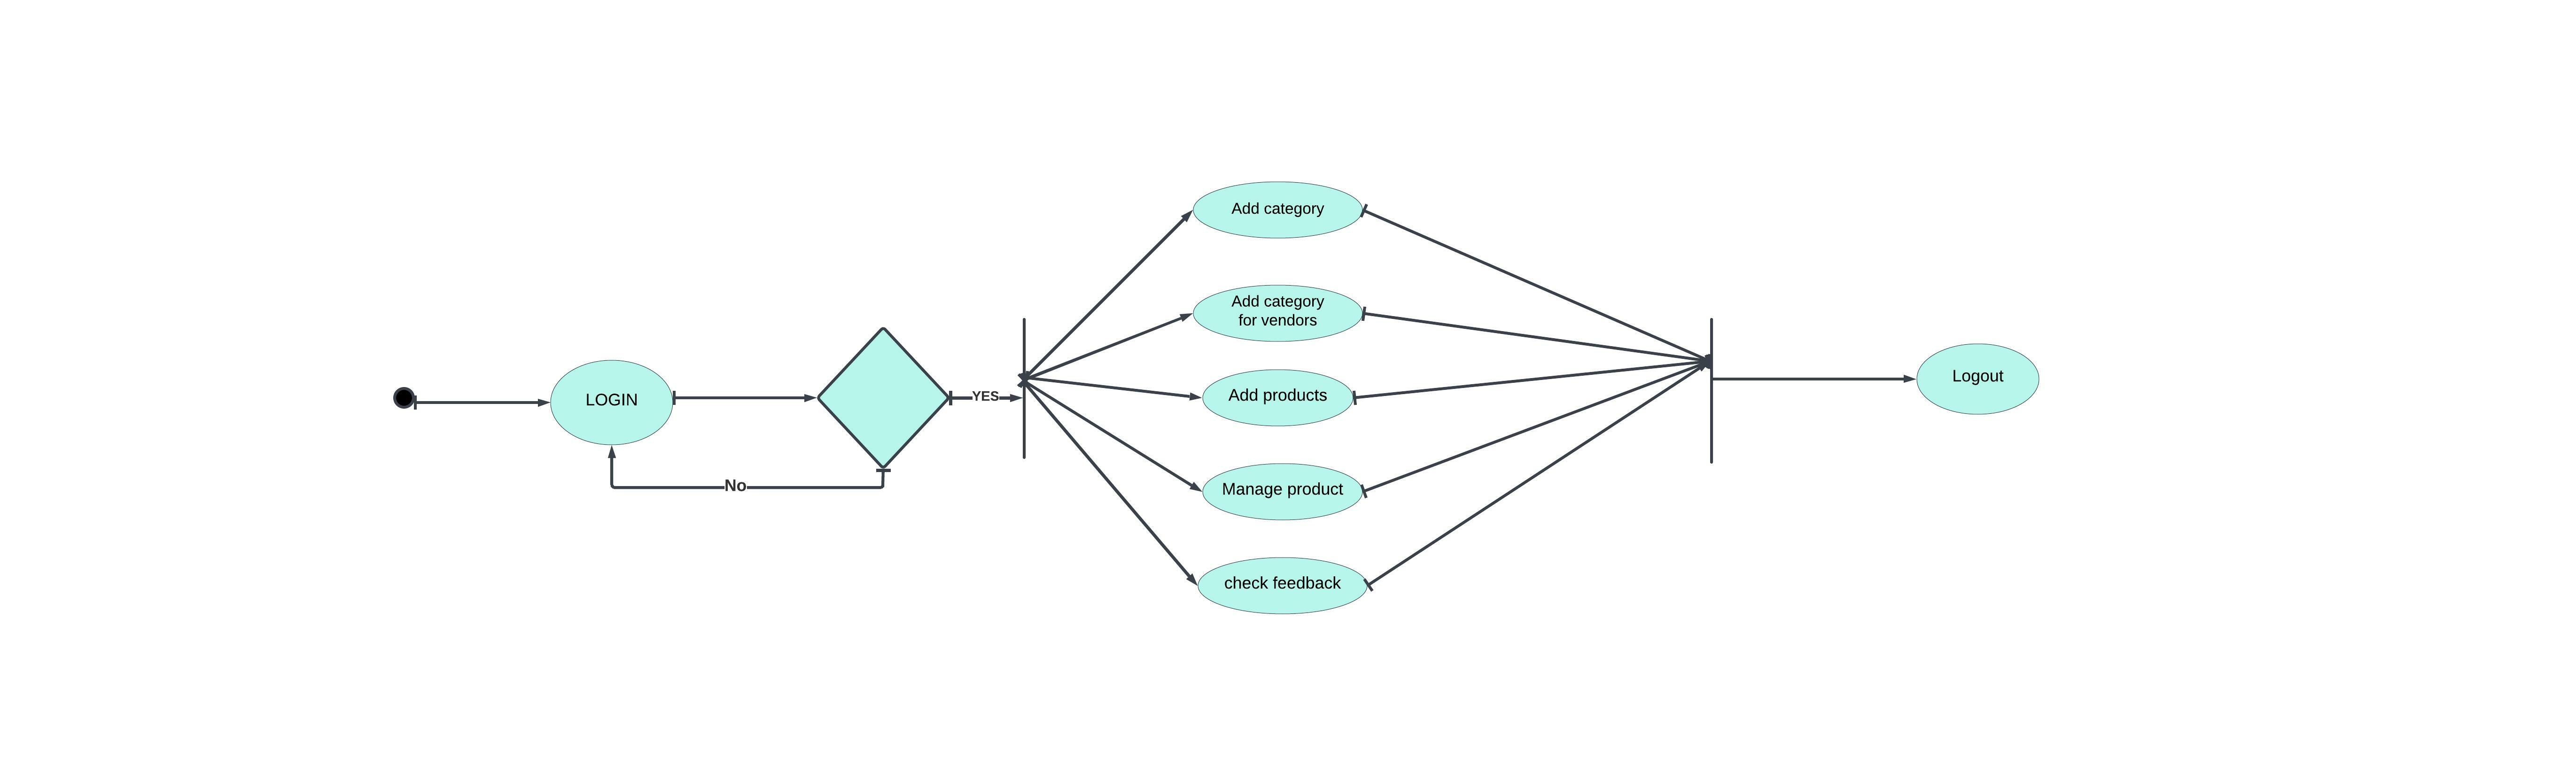 LOGIN
No
YES
Add category
Add category
for vendors
Add products
Manage product
check feedback
Logout